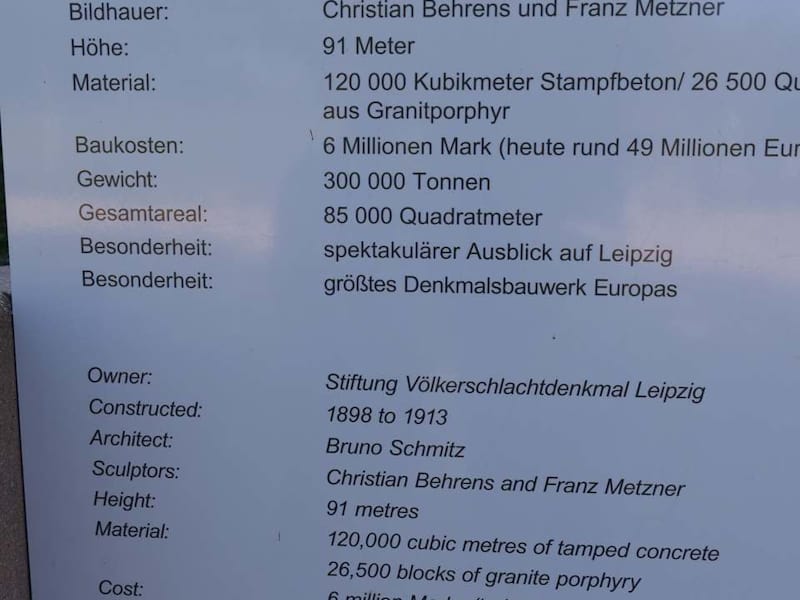 Bildhauer: Christian Behrens und Franz Metzner
Höhe: 91 Meter
Material: 120 000 Kubikmeter Stampfbeton/ 26 500
aus Granitporphyr
Baukosten: 6 Millionen Mark (heute rund 49 Millionen
Gewicht: 300 000 Tonnen
Gesamtareal: 85 000 Quadratmeter
Besonderheit: spektakulärer Ausblick auf Leipzig
Besonderheit: größtes Denkmalsbauwerk Europas
Owner: Stiftung Völkerschlachtdenkmal Leipzig
Constructed: 1898 to 1913
Architect: Bruno Schmitz
Sculptors: Christian Behrens and Franz Metzner
Height: 91 metres
Material: 120,000 cubic metres of tamped concrete
26,500 blocks of granite porphyry
Cost: 6 million